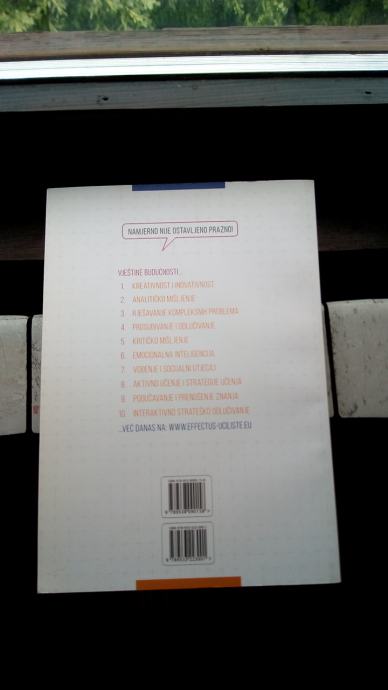 NAMJERNO NIJE OSTAVLJENO PRAZNO!
VJEŠTINE BUDUĆNOSTI...
1. KREATIVNOST I INOVATIVNOST
2. ANALITIČKO MIŠLJENJE
3. RJEŠAVANJE KOMPLEKSNIH PROBLEMA
4. PROSUĐIVANJE I ODLUČIVANJE
5. KRITIČKO MIŠLJENJE
6. EMOCIONALNA INTELIGENCIJA
7. VOĐENJE I SOCIJALNI UTJECAJ
8. AKTIVNO UČENJE I STRATEGIJE UČENJA
9. PODUČAVANJE I PRENOŠENJE ZNANJA
10. INTERAKTIVNO STRATEŠKO ODLUČIVANJE
...VEĆ DANAS NA: WWW.EFFECTUS-UCILISTE.EU